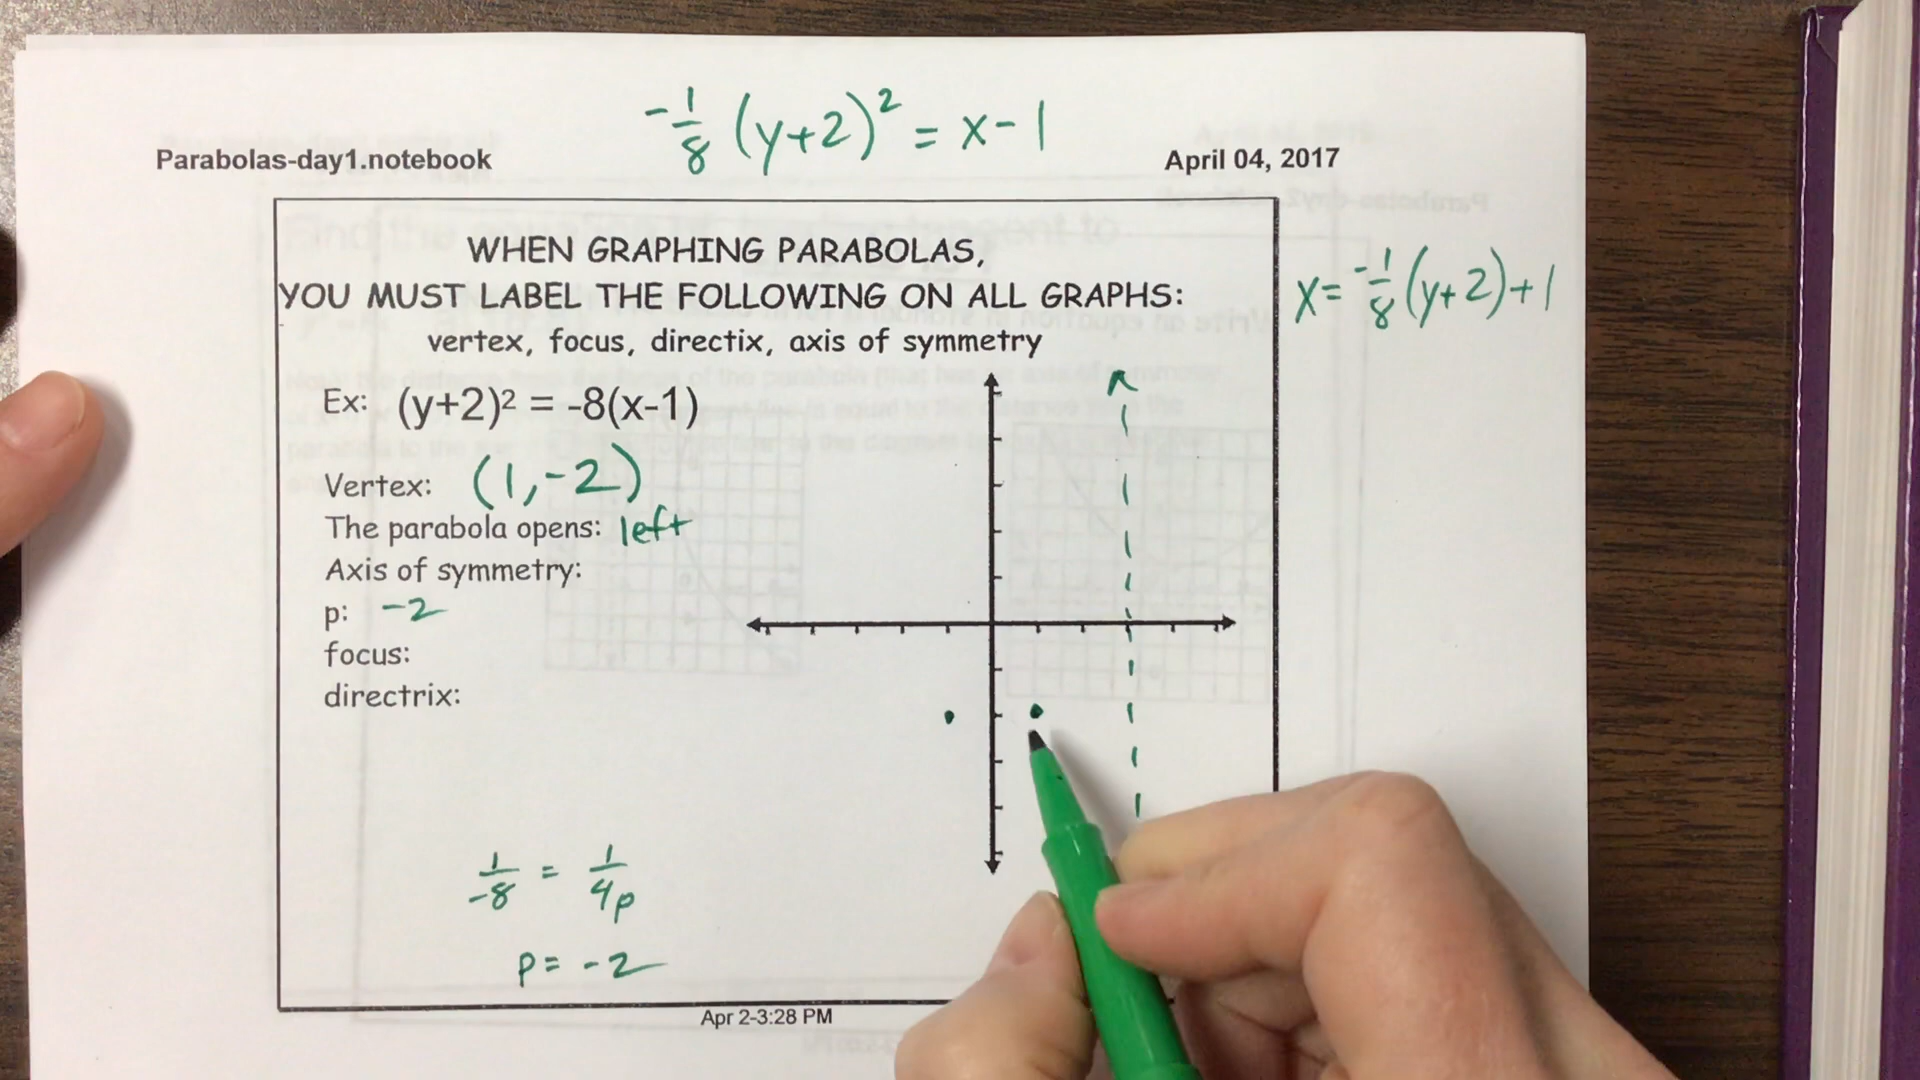 -1/8 (y+2)² = x-1
Parabolas-day1.notebook
April 04, 2017
WHEN GRAPHING PARABOLAS,
YOU MUST LABEL THE FOLLOWING ON ALL GRAPHS:
vertex, focus, directix, axis of symmetry
x= -1/8 (y+2)+1
Ex: (y+2)² = -8(x-1)
Vertex: (1,-2)
The parabola opens: left
Axis of symmetry:
p: -2
focus:
directrix:
1/-8 = 1/4p
p= -2
Apr 2-3:28 PM